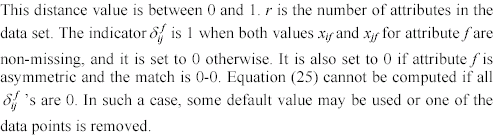 This distance value is between 0 and 1. r is the number of attributes in the
data set. The indicator δ_ij^f is 1 when both values x_if and x_jf for attribute f are
non-missing, and it is set to 0 otherwise. It is also set to 0 if attribute f is
asymmetric and the match is 0-0. Equation (25) cannot be computed if all
δ_ij^f 's are 0. In such a case, some default value may be used or one of the
data points is removed.